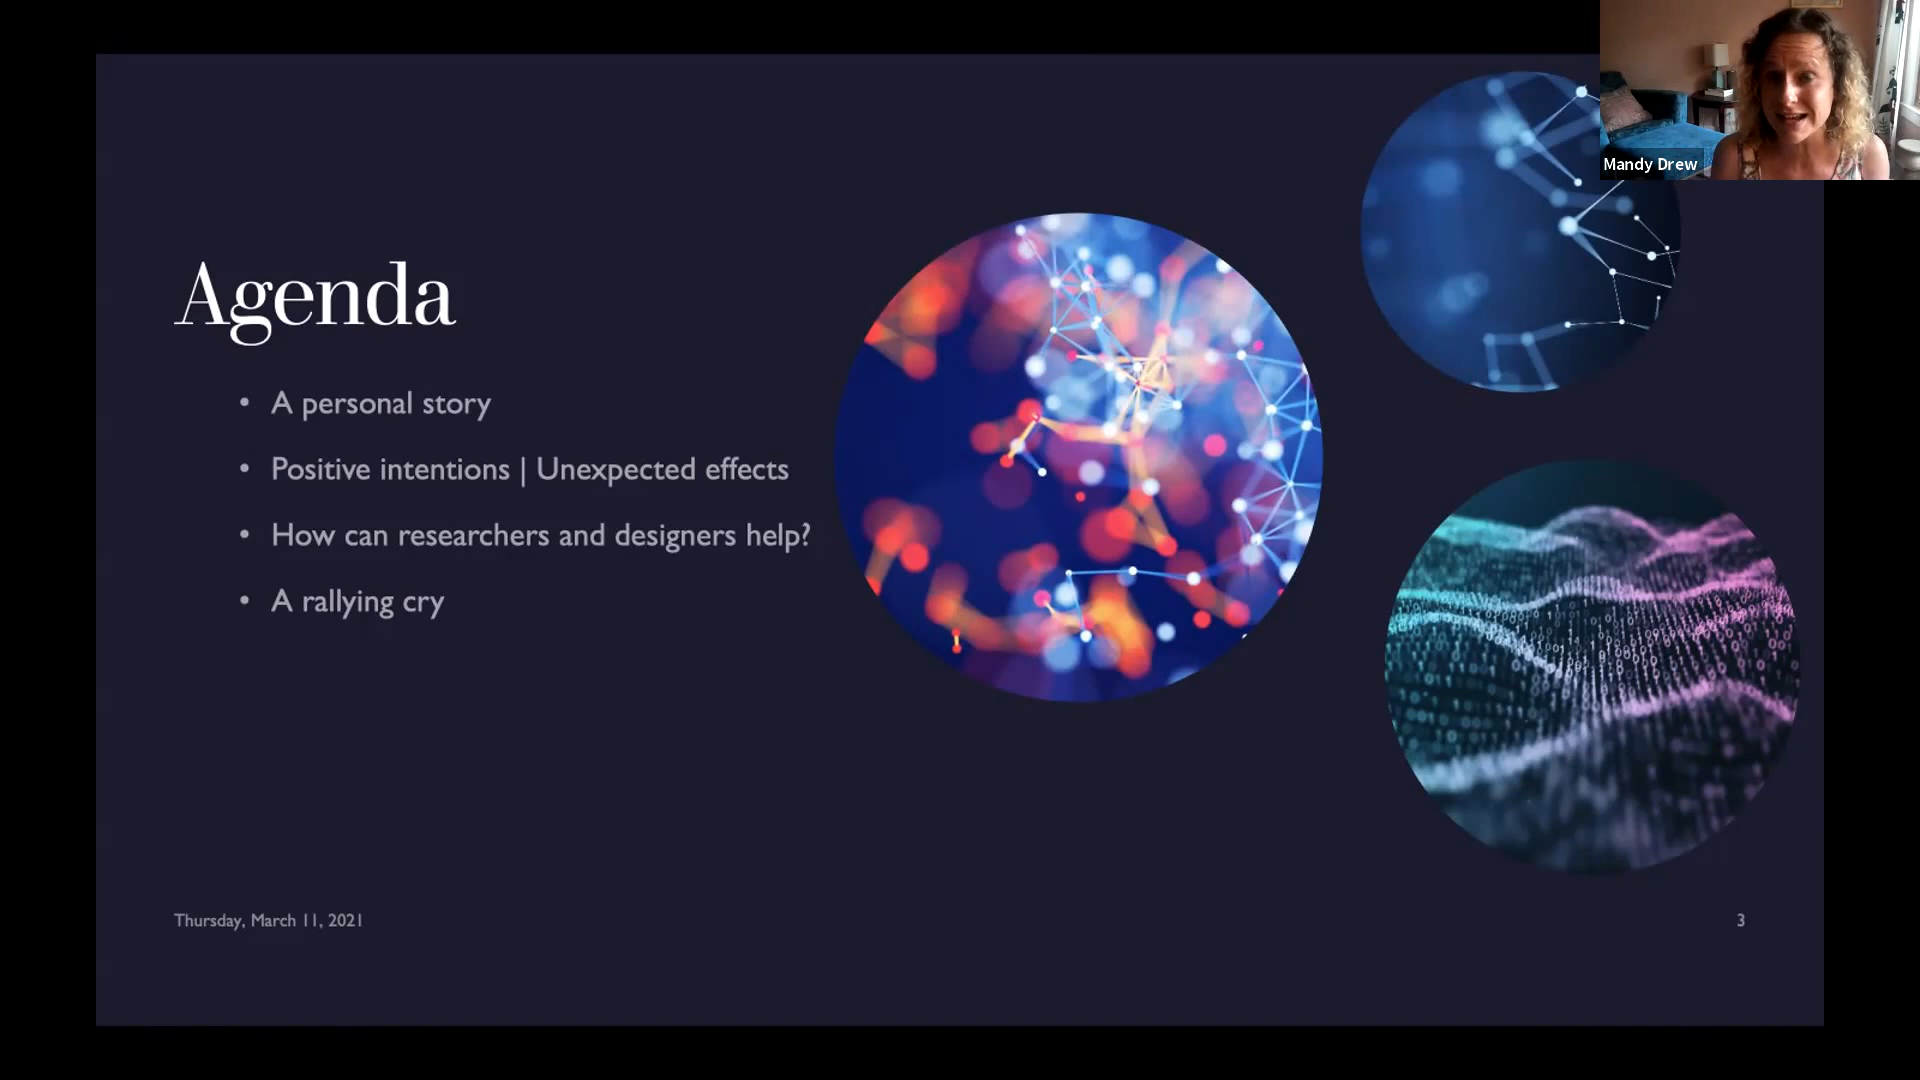 Mandy Drew
Agenda
• A personal story
• Positive intentions | Unexpected effects
• How can researchers and designers help?
• A rallying cry
Thursday, March 11, 2021
3